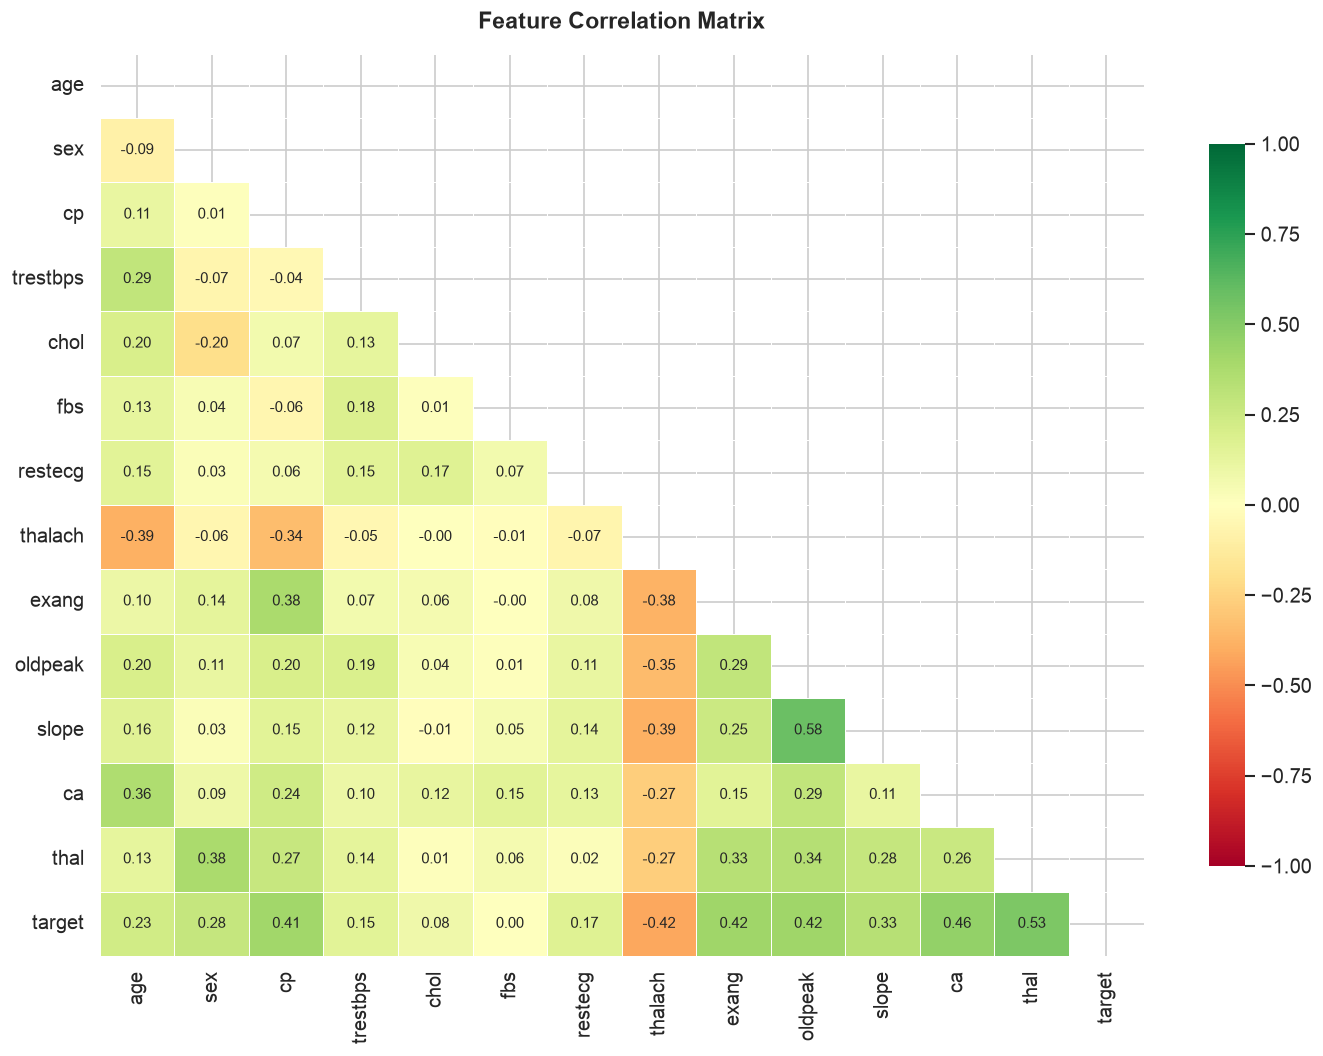 Feature Correlation Matrix
age
sex -0.09
cp 0.11 0.01
trestbps 0.29 -0.07 -0.04
chol 0.20 -0.20 0.07 0.13
fbs 0.13 0.04 -0.06 0.18 0.01
restecg 0.15 0.03 0.06 0.15 0.17 0.07
thalach -0.39 -0.06 -0.34 -0.05 -0.00 -0.01 -0.07
exang 0.10 0.14 0.38 0.07 0.06 -0.00 0.08 -0.38
oldpeak 0.20 0.11 0.20 0.19 0.04 0.01 0.11 -0.35 0.29
slope 0.16 0.03 0.15 0.12 -0.01 0.05 0.14 -0.39 0.25 0.58
ca 0.36 0.09 0.24 0.10 0.12 0.15 0.13 -0.27 0.15 0.29 0.11
thal 0.13 0.38 0.27 0.14 0.01 0.06 0.02 -0.27 0.33 0.34 0.28 0.26
target 0.23 0.28 0.41 0.15 0.08 0.00 0.17 -0.42 0.42 0.42 0.33 0.46 0.53
age sex cp trestbps chol fbs restecg thalach exang oldpeak slope ca thal target
1.00
0.75
0.50
0.25
0.00
−0.25
−0.50
−0.75
−1.00